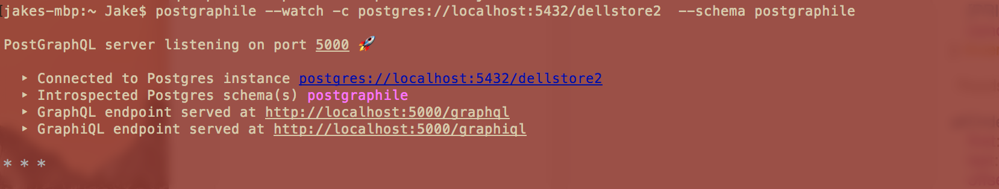 jakes-mbp:~ Jake$ postgraphile --watch -c postgres://localhost:5432/dellstore2  --schema postgraphile
PostGraphQL server listening on port 5000 🚀
‣ Connected to Postgres instance postgres://localhost:5432/dellstore2
‣ Introspected Postgres schema(s) postgraphile
‣ GraphQL endpoint served at http://localhost:5000/graphql
‣ GraphiQL endpoint served at http://localhost:5000/graphiql
* * *